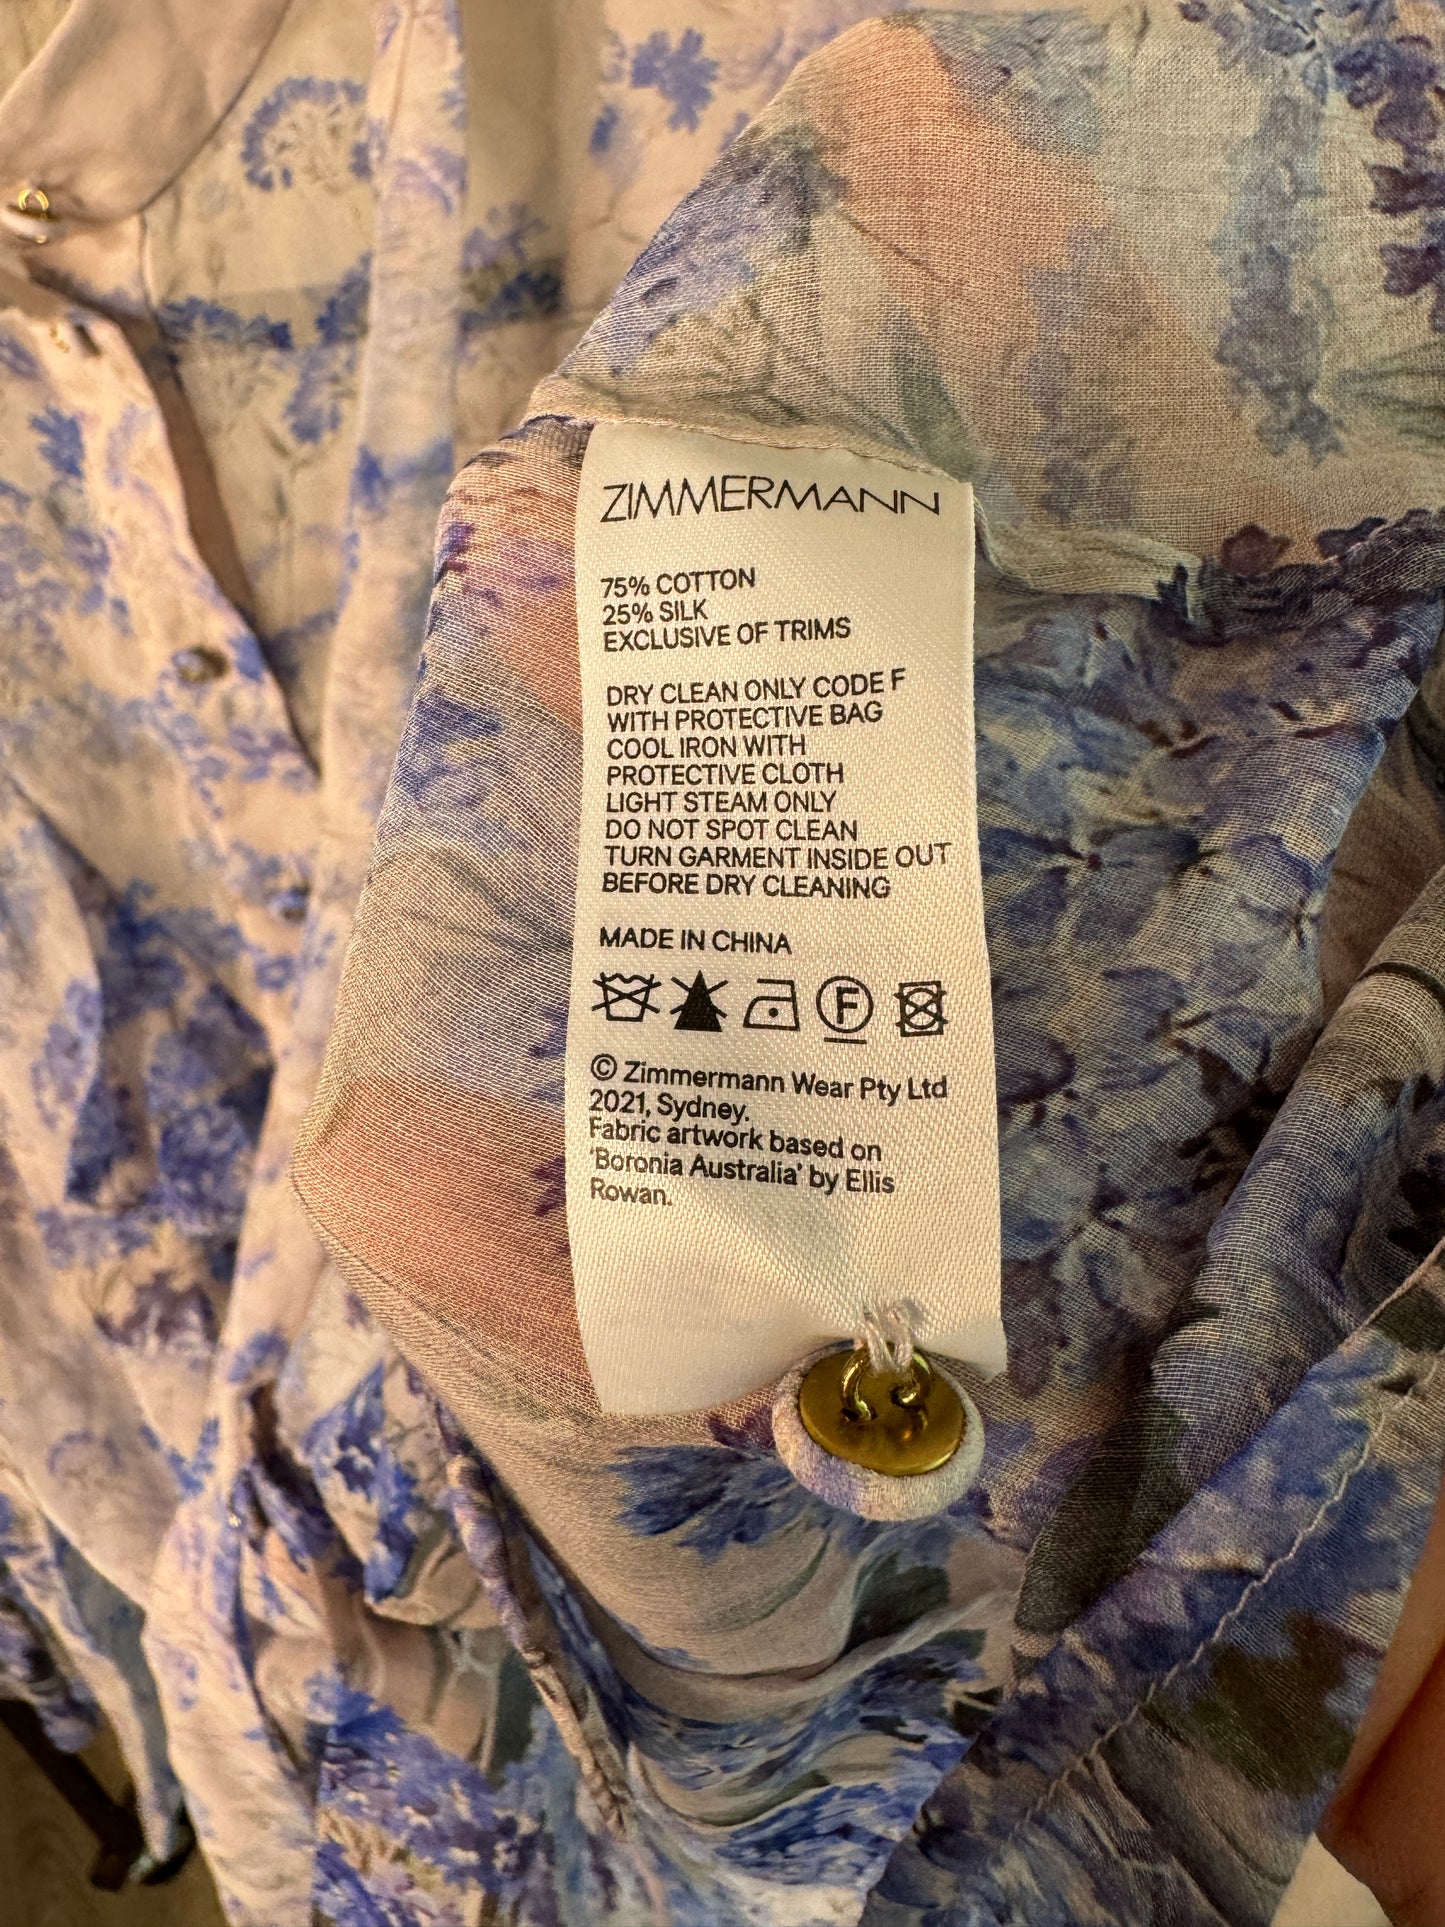 ZIMMERMANN
75% COTTON
25% SILK
EXCLUSIVE OF TRIMS
DRY CLEAN ONLY CODE F
WITH PROTECTIVE BAG
COOL IRON WITH
PROTECTIVE CLOTH
LIGHT STEAM ONLY
DO NOT SPOT CLEAN
TURN GARMENT INSIDE OUT
BEFORE DRY CLEANING
MADE IN CHINA
F
© Zimmermann Wear Pty Ltd
2021, Sydney.
Fabric artwork based on
'Boronia Australia' by Ellis
Rowan.